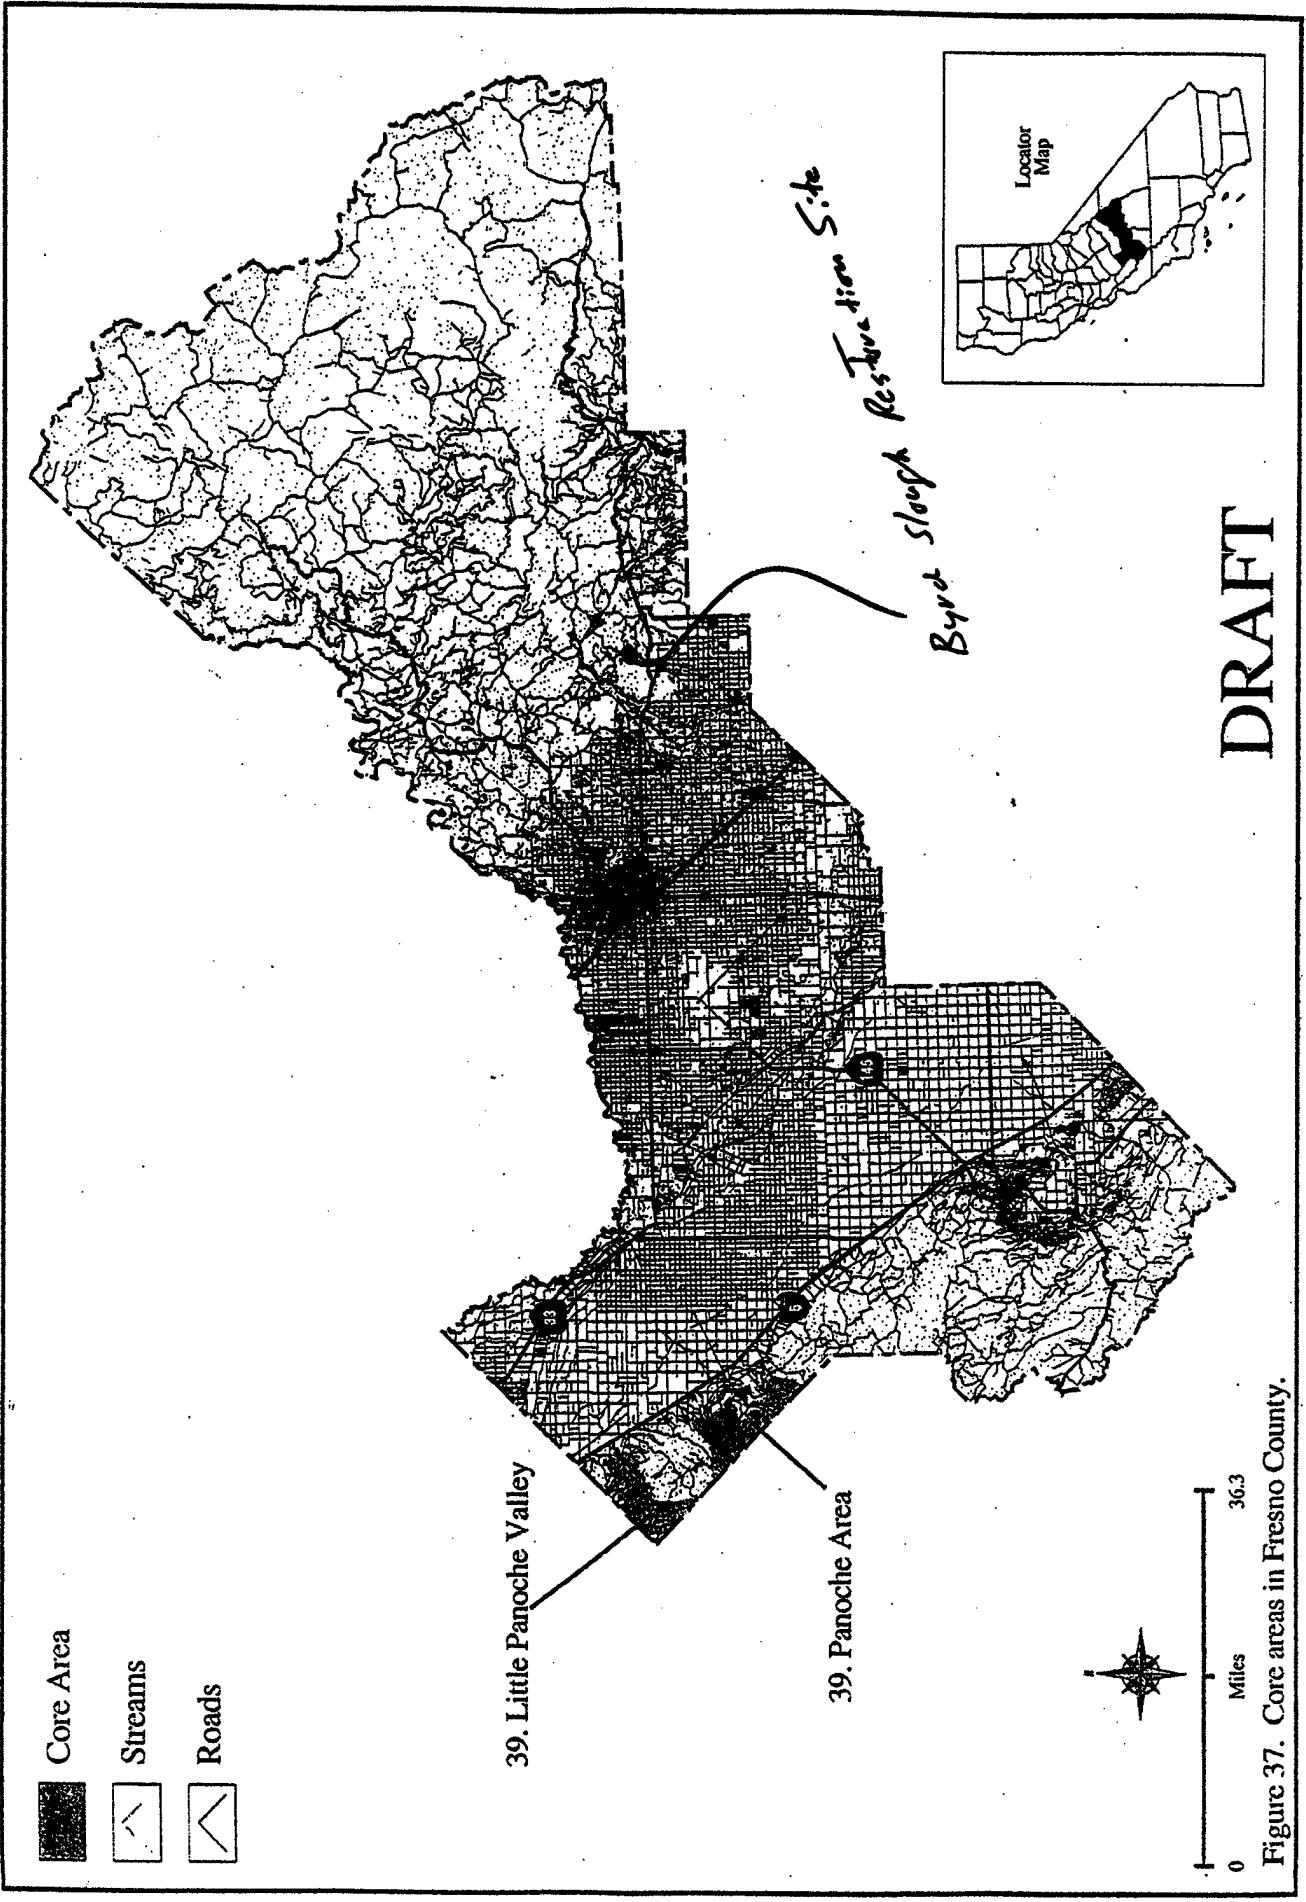 Core Area
Streams
Roads
39. Little Panoche Valley
39. Panoche Area
33
5
Byrd Slough Restoration Site
Locator
Map
0
Miles
36.3
DRAFT
Figure 37. Core areas in Fresno County.